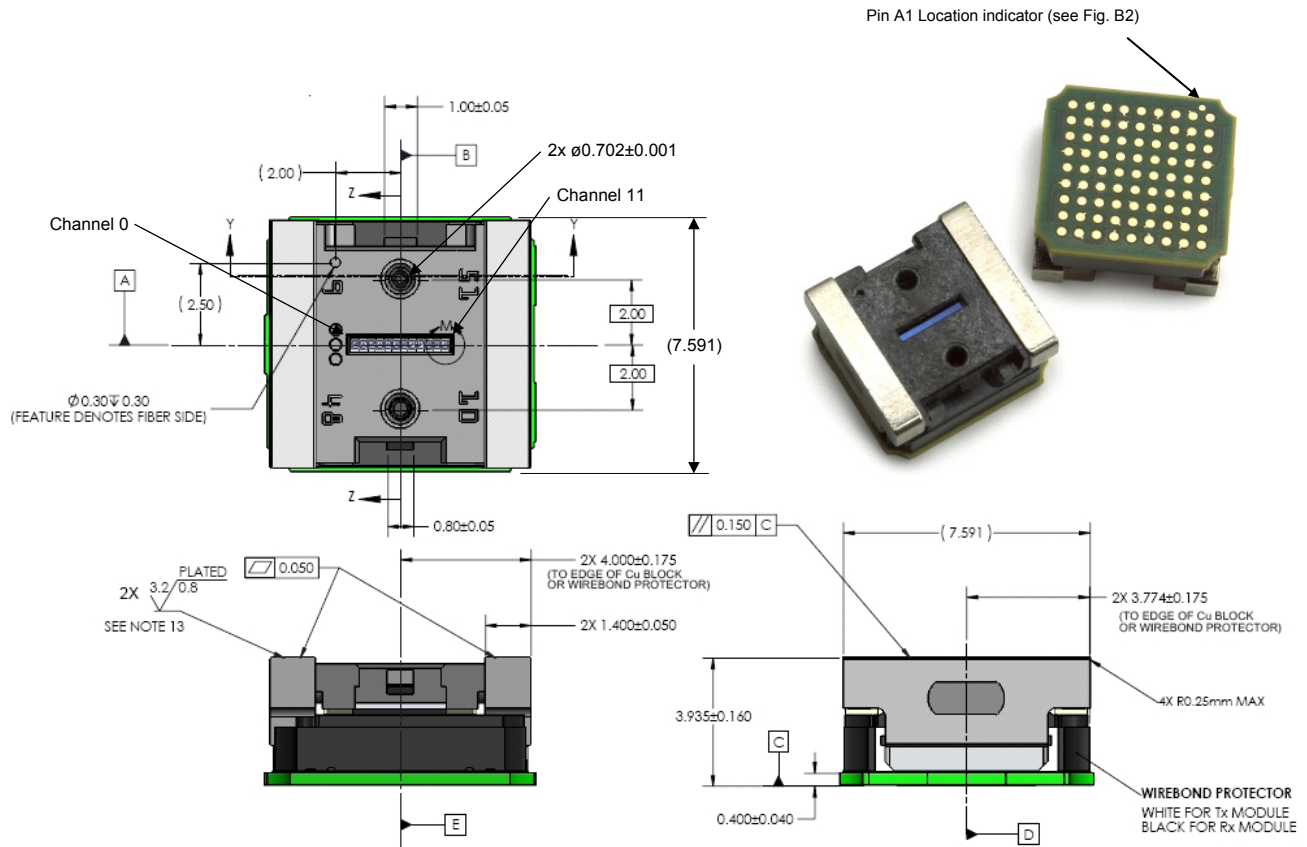 Pin A1 Location indicator (see Fig. B2)
1.00±0.05
B
2x ø0.702±0.001
( 2.00 )
Z
Channel 11
Channel 0
Y
Y
A
( 2.50 )
2.00
M
(7.591)
2.00
Ø 0.30 ↧ 0.30
(FEATURE DENOTES FIBER SIDE)
Z
0.80±0.05
// 0.150 C
( 7.591 )
⏥ 0.050
2X 4.000±0.175
(TO EDGE OF Cu BLOCK
OR WIREBOND PROTECTOR)
PLATED
2X 3.2/0.8
SEE NOTE 13
2X 1.400±0.050
2X 3.774±0.175
(TO EDGE OF Cu BLOCK
OR WIREBOND PROTECTOR)
4X R0.25mm MAX
3.935±0.160
C
0.400±0.040
WIREBOND PROTECTOR
WHITE FOR Tx MODULE
BLACK FOR Rx MODULE
E
D